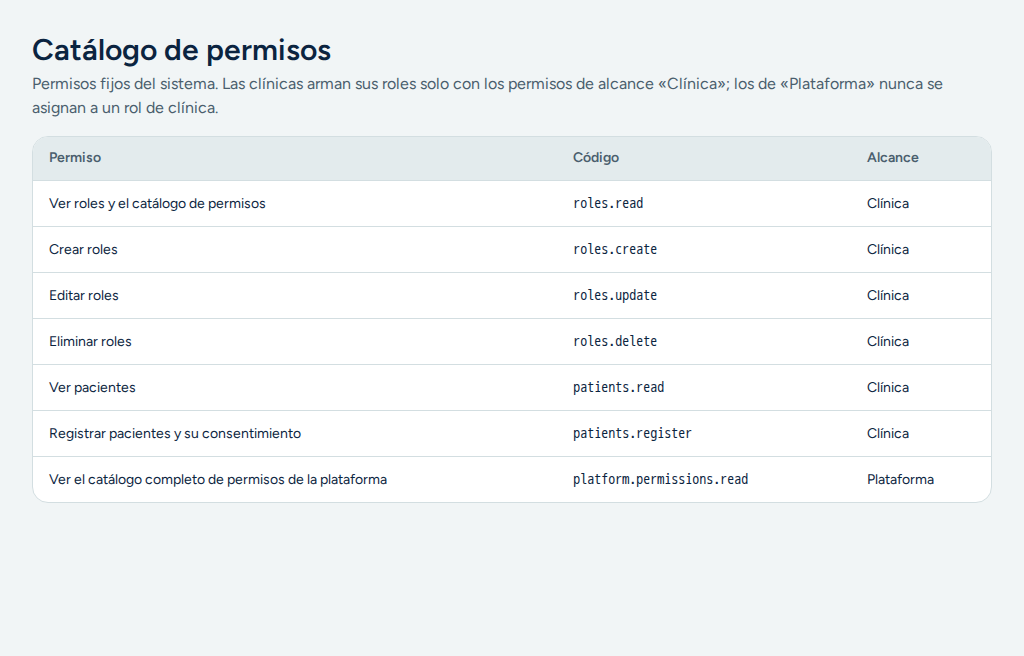 Catálogo de permisos
Permisos fijos del sistema. Las clínicas arman sus roles solo con los permisos de alcance «Clínica»; los de «Plataforma» nunca se
asignan a un rol de clínica.
Permiso Código Alcance
Ver roles y el catálogo de permisos roles.read Clínica
Crear roles roles.create Clínica
Editar roles roles.update Clínica
Eliminar roles roles.delete Clínica
Ver pacientes patients.read Clínica
Registrar pacientes y su consentimiento patients.register Clínica
Ver el catálogo completo de permisos de la plataforma platform.permissions.read Plataforma